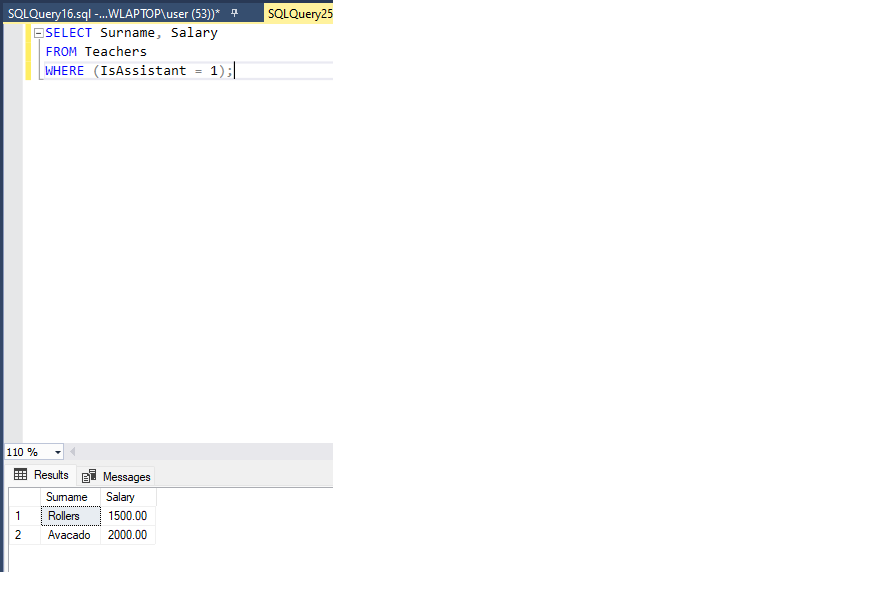 SQLQuery16.sql -...WLAPTOP\user (53))* SQLQuery25
SELECT Surname, Salary
FROM Teachers
WHERE (IsAssistant = 1);
110 %
Results Messages
Surname Salary
1 Rollers 1500.00
2 Avacado 2000.00